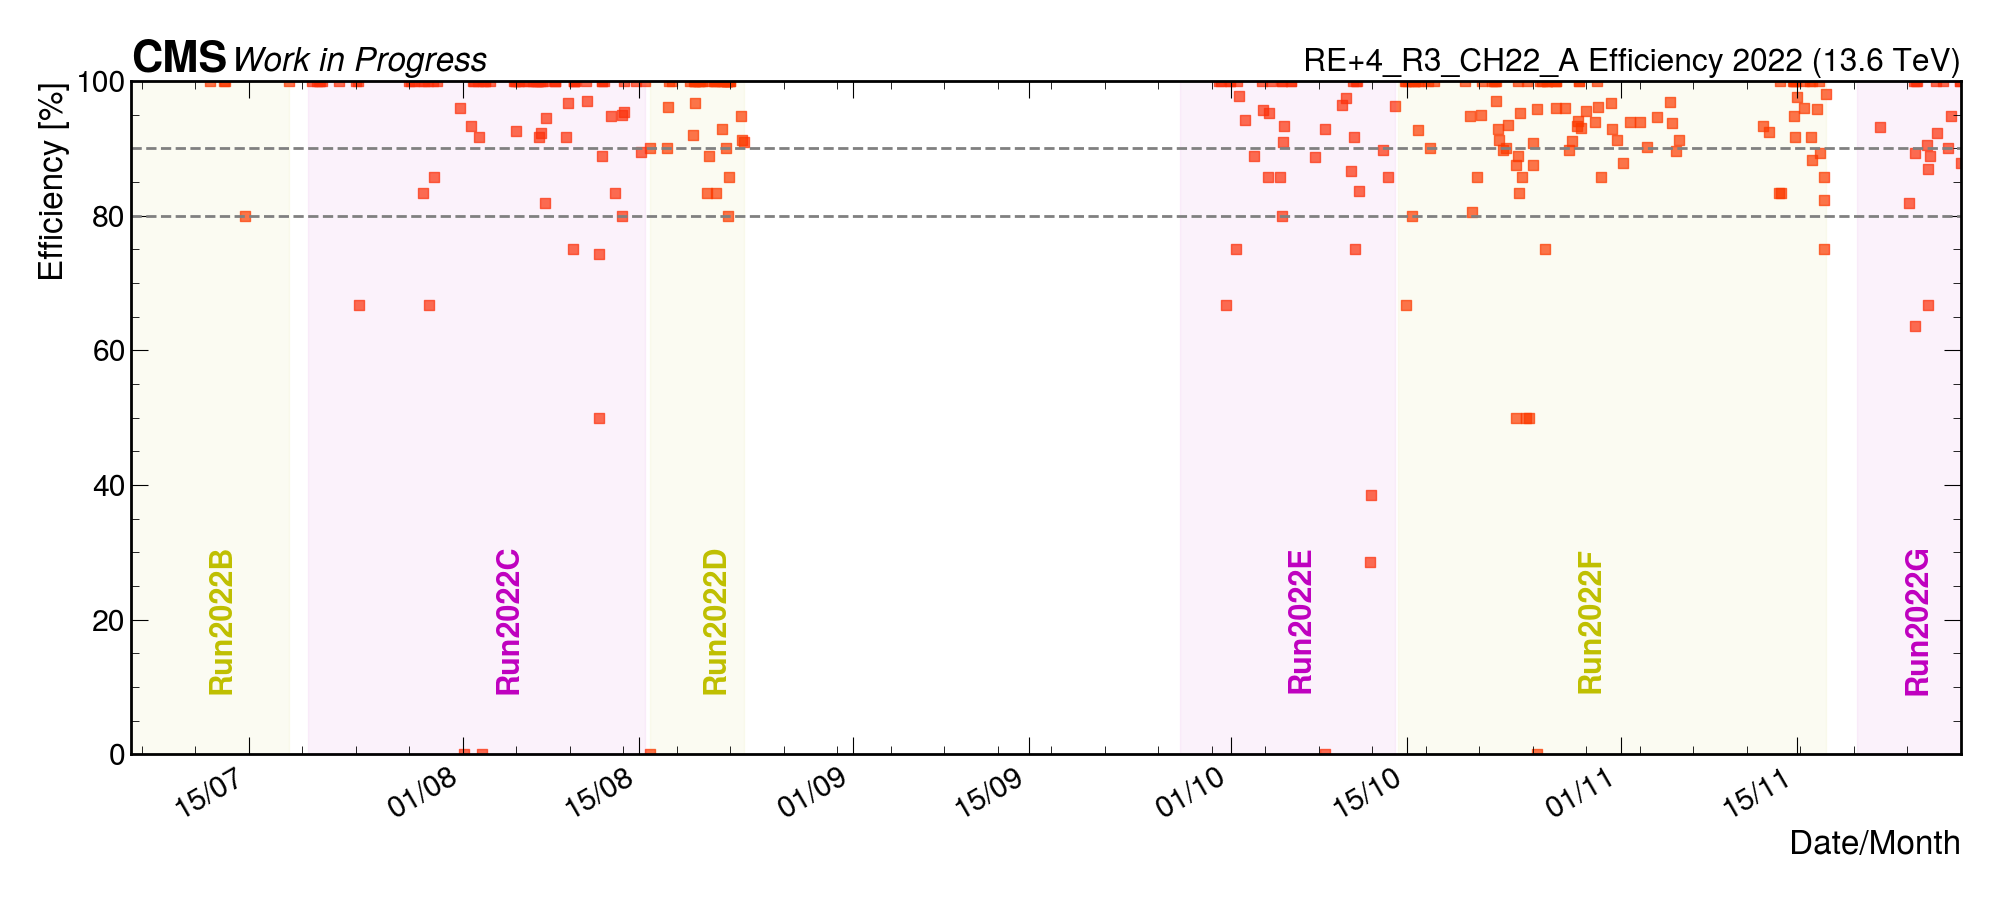 CMS Work in Progress
RE+4_R3_CH22_A Efficiency 2022 (13.6 TeV)
Efficiency [%]
100
80
60
40
20
0
Run2022B
Run2022C
Run2022D
Run2022E
Run2022F
Run2022G
15/07
01/08
15/08
01/09
15/09
01/10
15/10
01/11
15/11
Date/Month